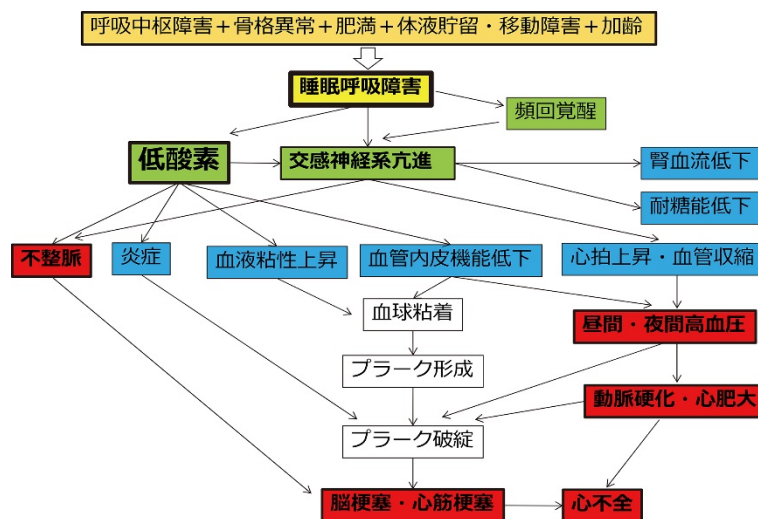 呼吸中枢障害+骨格異常+肥満+体液貯留・移動障害+加齢
睡眠呼吸障害
頻回覚醒
低酸素
交感神経系亢進
腎血流低下
耐糖能低下
不整脈
炎症
血液粘性上昇
血管内皮機能低下
心拍上昇・血管収縮
血球粘着
昼間・夜間高血圧
プラーク形成
動脈硬化・心肥大
プラーク破綻
脳梗塞・心筋梗塞
心不全